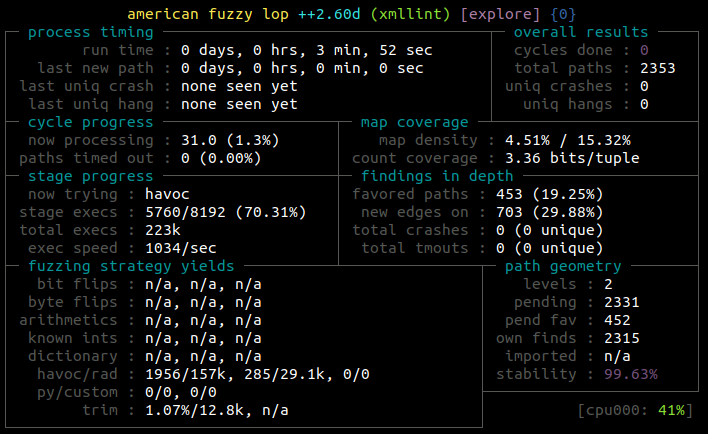 american fuzzy lop ++2.60d (xmllint) [explore] {0}
process timing overall results
run time : 0 days, 0 hrs, 3 min, 52 sec cycles done : 0
last new path : 0 days, 0 hrs, 0 min, 0 sec total paths : 2353
last uniq crash : none seen yet uniq crashes : 0
last uniq hang : none seen yet uniq hangs : 0
cycle progress map coverage
now processing : 31.0 (1.3%) map density : 4.51% / 15.32%
paths timed out : 0 (0.00%) count coverage : 3.36 bits/tuple
stage progress findings in depth
now trying : havoc favored paths : 453 (19.25%)
stage execs : 5760/8192 (70.31%) new edges on : 703 (29.88%)
total execs : 223k total crashes : 0 (0 unique)
exec speed : 1034/sec total tmouts : 0 (0 unique)
fuzzing strategy yields path geometry
bit flips : n/a, n/a, n/a levels : 2
byte flips : n/a, n/a, n/a pending : 2331
arithmetics : n/a, n/a, n/a pend fav : 452
known ints : n/a, n/a, n/a own finds : 2315
dictionary : n/a, n/a, n/a imported : n/a
havoc/rad : 1956/157k, 285/29.1k, 0/0 stability : 99.63%
py/custom : 0/0, 0/0
trim : 1.07%/12.8k, n/a [cpu000: 41%]